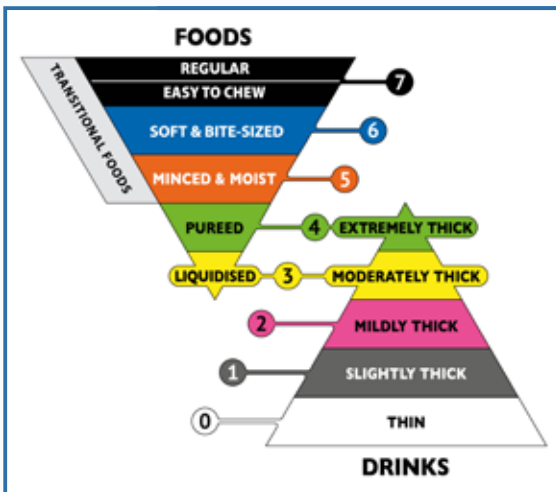 FOODS
TRANSITIONAL FOODS
REGULAR
EASY TO CHEW
7
SOFT & BITE-SIZED
6
MINCED & MOIST
5
PUREED
4
EXTREMELY THICK
LIQUIDISED
3
MODERATELY THICK
2
MILDLY THICK
1
SLIGHTLY THICK
0
THIN
DRINKS